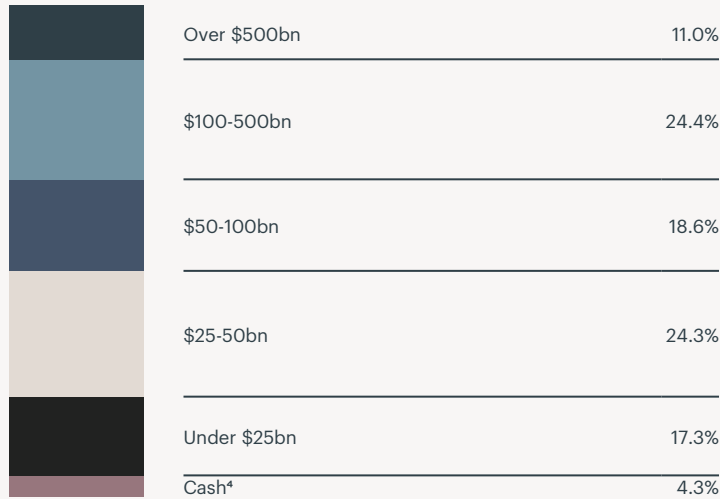 Over $500bn 11.0%
$100-500bn 24.4%
$50-100bn 18.6%
$25-50bn 24.3%
Under $25bn 17.3%
Cash⁴ 4.3%